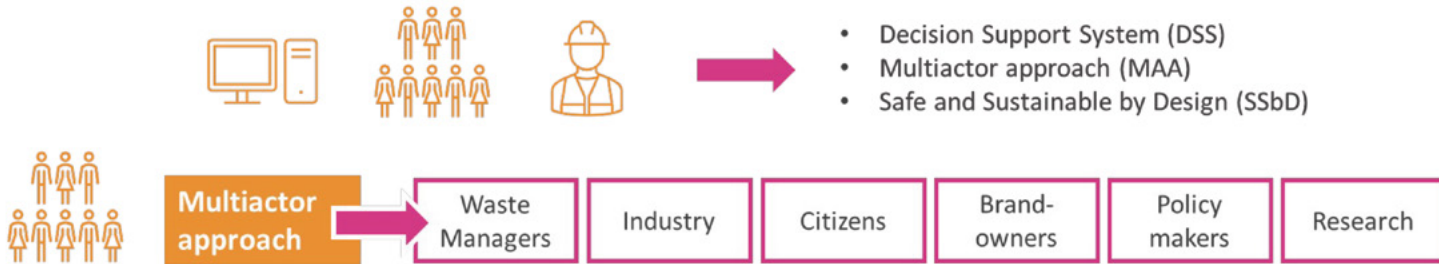 • Decision Support System (DSS)
• Multiactor approach (MAA)
• Safe and Sustainable by Design (SSbD)
Multiactor
approach
Waste
Managers
Industry
Citizens
Brand-
owners
Policy
makers
Research